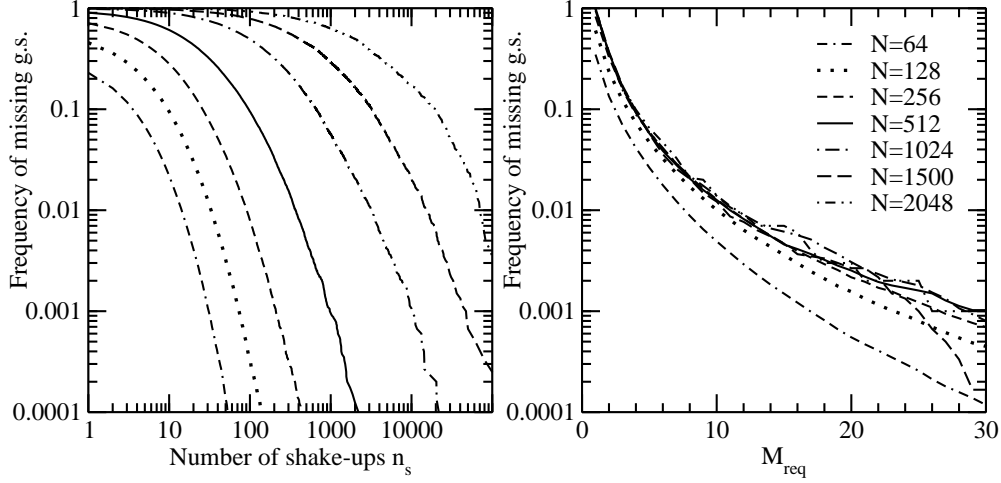 Frequency of missing g.s.
1
0.1
0.01
0.001
0.0001
1 10 100 1000 10000
Number of shake-ups n_s
Frequency of missing g.s.
1
0.1
0.01
0.001
0.0001
0 10 20 30
M_req
N=64
N=128
N=256
N=512
N=1024
N=1500
N=2048